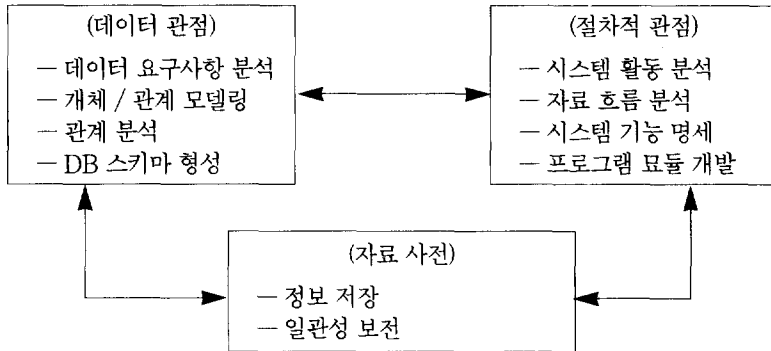 (데이터 관점)
— 데이터 요구사항 분석
— 개체 / 관계 모델링
— 관계 분석
— DB 스키마 형성
(절차적 관점)
— 시스템 활동 분석
— 자료 흐름 분석
— 시스템 기능 명세
— 프로그램 묘듈 개발
(자료 사전)
— 정보 저장
— 일관성 보전